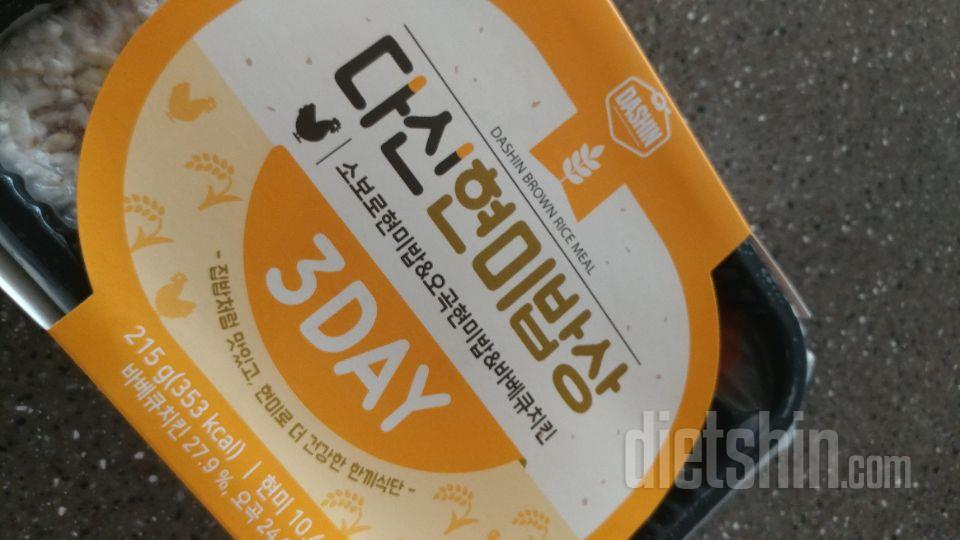 DASHIN
다신현미밥상
DASHIN BROWN RICE MEAL
소보로현미밥&오곡현미밥&바베큐치킨
3DAY
- 집밥처럼 맛있고, 현미로 더 건강한 한끼식단 -
215 g(353 kcal) | 현미 10.
바베큐치킨 27.9 %, 오곡 24.
dietshin.com